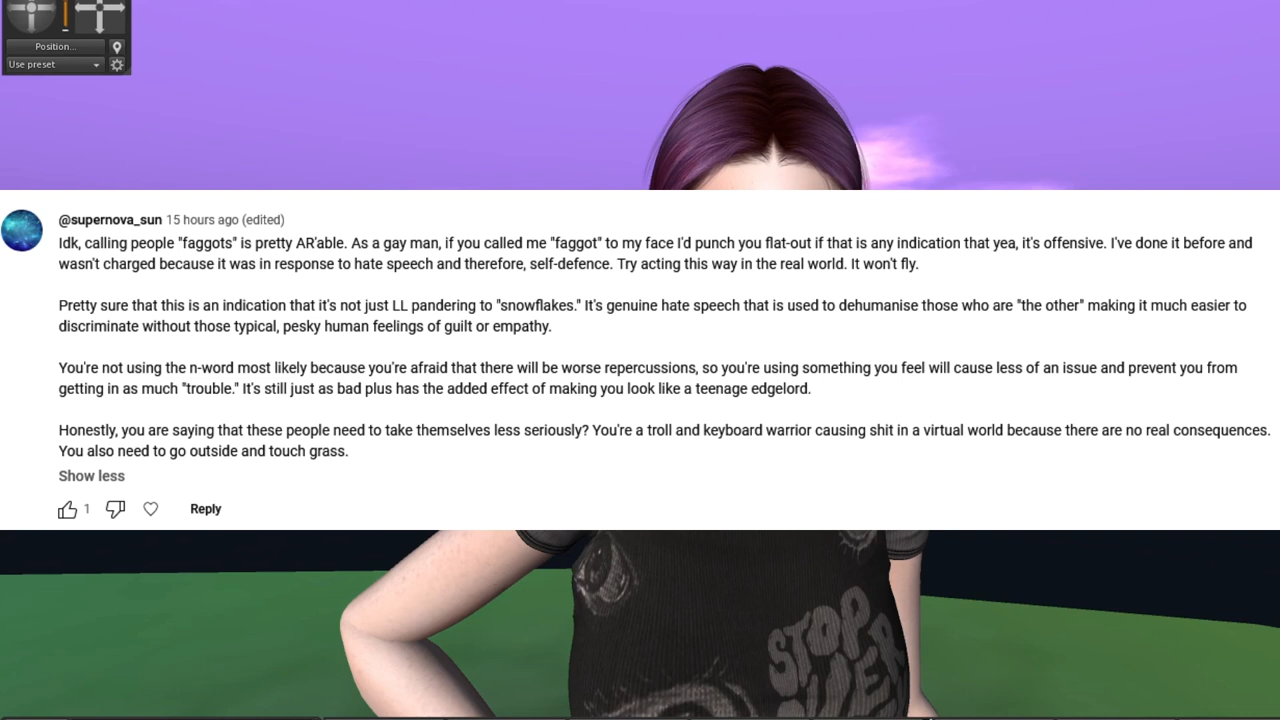 Position...
Use preset
@supernova_sun 15 hours ago (edited)
Idk, calling people "faggots" is pretty AR'able. As a gay man, if you called me "faggot" to my face I'd punch you flat-out if that is any indication that yea, it's offensive. I've done it before and
wasn't charged because it was in response to hate speech and therefore, self-defence. Try acting this way in the real world. It won't fly.
Pretty sure that this is an indication that it's not just LL pandering to "snowflakes." It's genuine hate speech that is used to dehumanise those who are "the other" making it much easier to
discriminate without those typical, pesky human feelings of guilt or empathy.
You're not using the n-word most likely because you're afraid that there will be worse repercussions, so you're using something you feel will cause less of an issue and prevent you from
getting in as much "trouble." It's still just as bad plus has the added effect of making you look like a teenage edgelord.
Honestly, you are saying that these people need to take themselves less seriously? You're a troll and keyboard warrior causing shit in a virtual world because there are no real consequences.
You also need to go outside and touch grass.
Show less
1 Reply
STOP